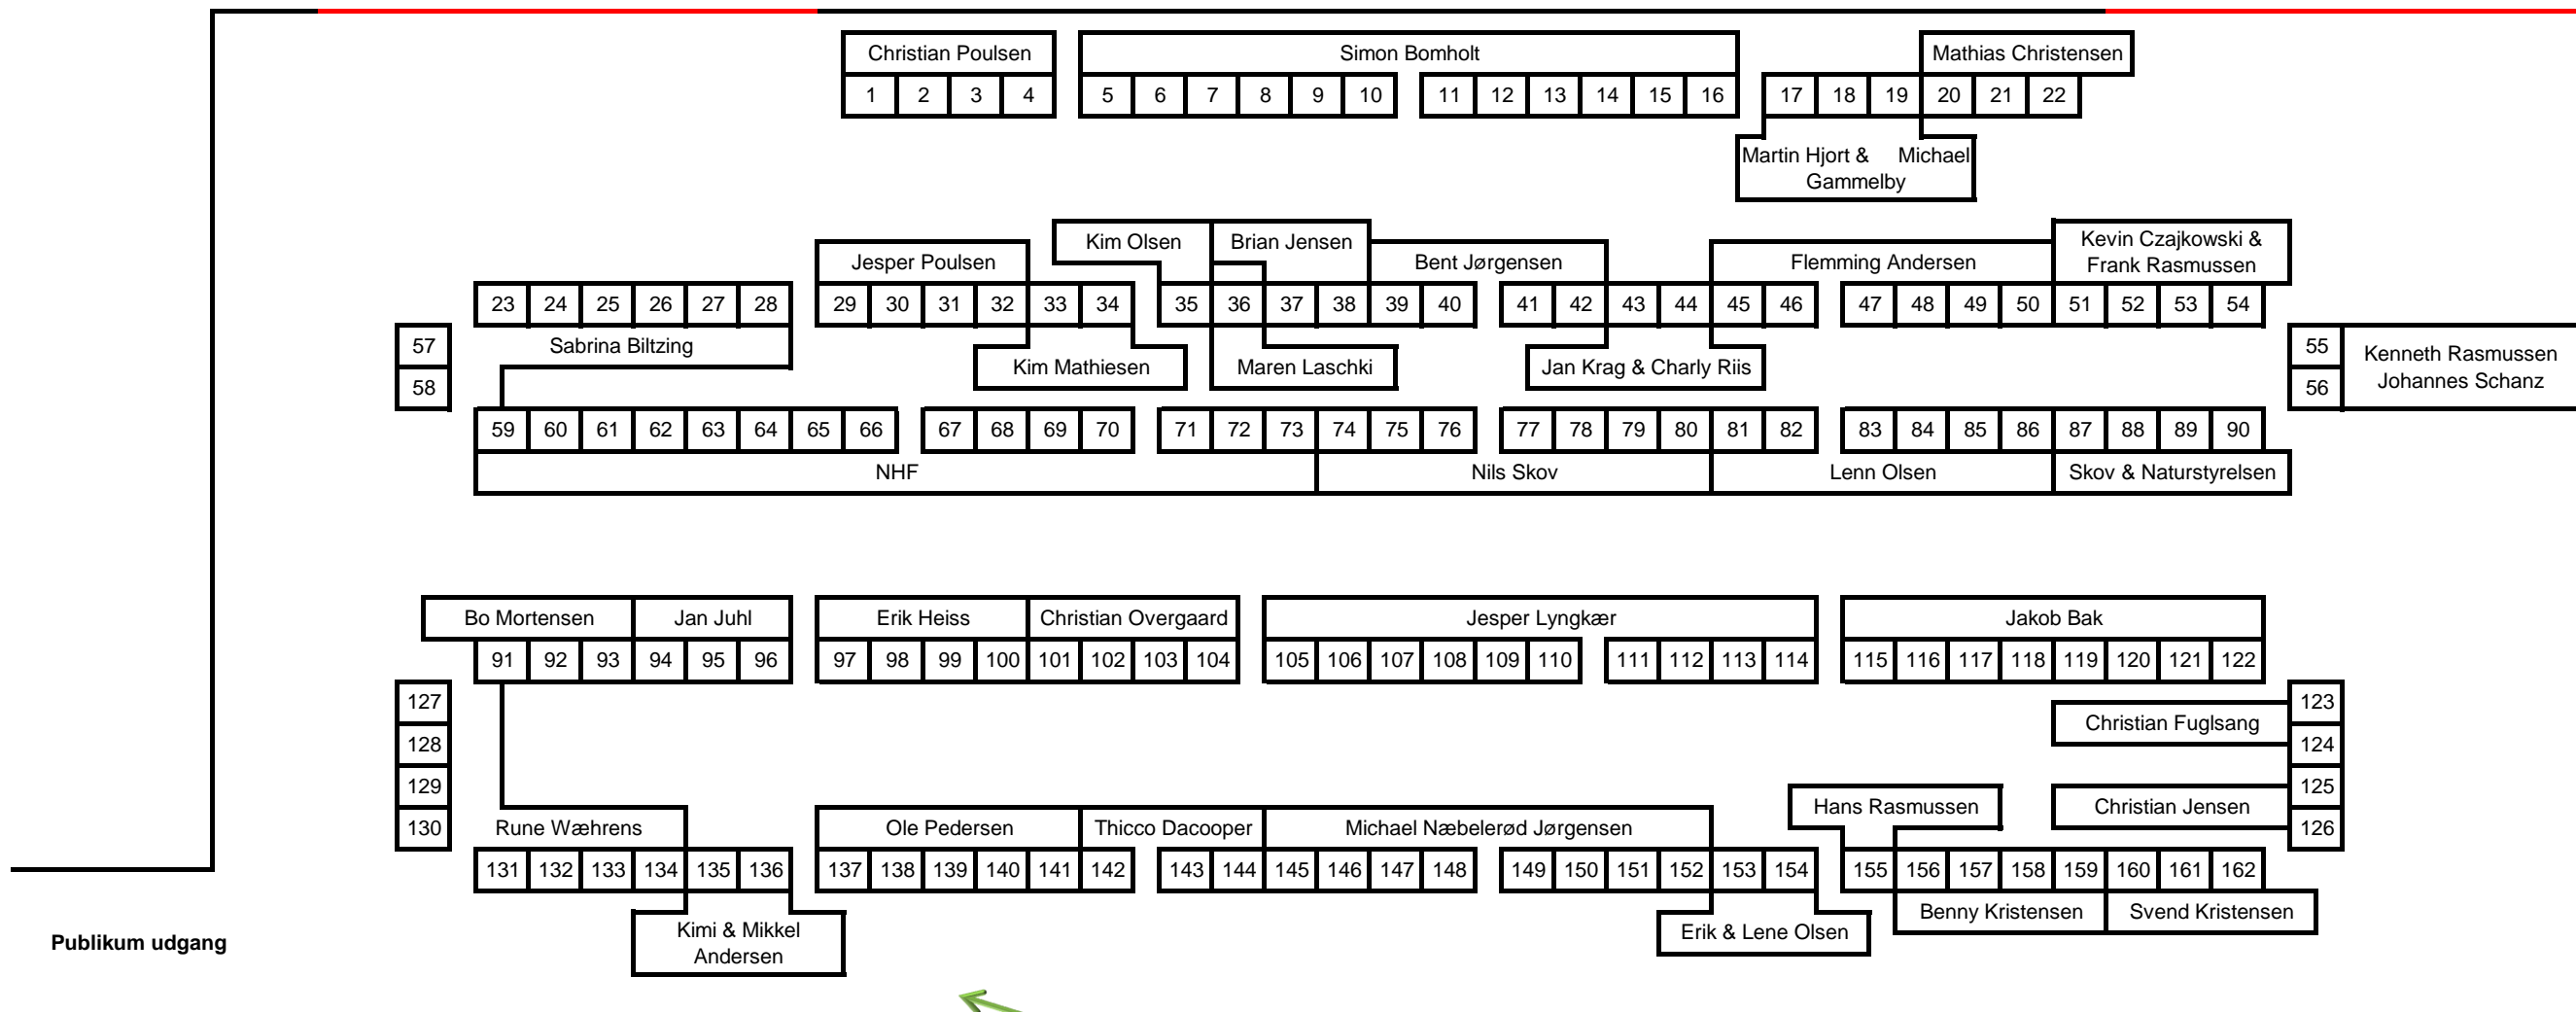 Christian Poulsen Simon Bomholt Mathias Christensen
1 2 3 4 5 6 7 8 9 10 11 12 13 14 15 16 17 18 19 20 21 22
Martin Hjort & Michael
Gammelby
Kim Olsen Brian Jensen Kevin Czajkowski &
Jesper Poulsen Bent Jørgensen Flemming Andersen Frank Rasmussen
23 24 25 26 27 28 29 30 31 32 33 34 35 36 37 38 39 40 41 42 43 44 45 46 47 48 49 50 51 52 53 54
57 Sabrina Biltzing 55 Kenneth Rasmussen
Kim Mathiesen Maren Laschki Jan Krag & Charly Riis
58 56 Johannes Schanz
59 60 61 62 63 64 65 66 67 68 69 70 71 72 73 74 75 76 77 78 79 80 81 82 83 84 85 86 87 88 89 90
NHF Nils Skov Lenn Olsen Skov & Naturstyrelsen
Bo Mortensen Jan Juhl Erik Heiss Christian Overgaard Jesper Lyngkær Jakob Bak
91 92 93 94 95 96 97 98 99 100 101 102 103 104 105 106 107 108 109 110 111 112 113 114 115 116 117 118 119 120 121 122
127 123
Christian Fuglsang
128 124
129 125
Hans Rasmussen Christian Jensen
130 Rune Wæhrens Ole Pedersen Thicco Dacooper Michael Næbelerød Jørgensen 126
131 132 133 134 135 136 137 138 139 140 141 142 143 144 145 146 147 148 149 150 151 152 153 154 155 156 157 158 159 160 161 162
Benny Kristensen Svend Kristensen
Kimi & Mikkel
Andersen
Erik & Lene Olsen
Publikum udgang